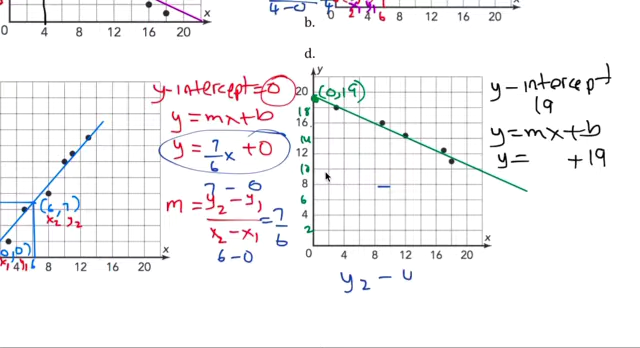 4 8 12 16 20 x
4 - 0
b.
d.
y-intercept=0
y = mx+b
y = 7/6 x + 0
7 - 0
m = y2 - y1 / x2 - x1 = 7/6
6-0
(6,7)
x2 y2
0,0)
x1 y1 6
4 8 12 16 20
x
y
(0,19)
20
18
16
14
12
8
6
4
2
0 4 8 12 16 20
x
y2 -
y-intercept
19
y=mx+b
y= +19